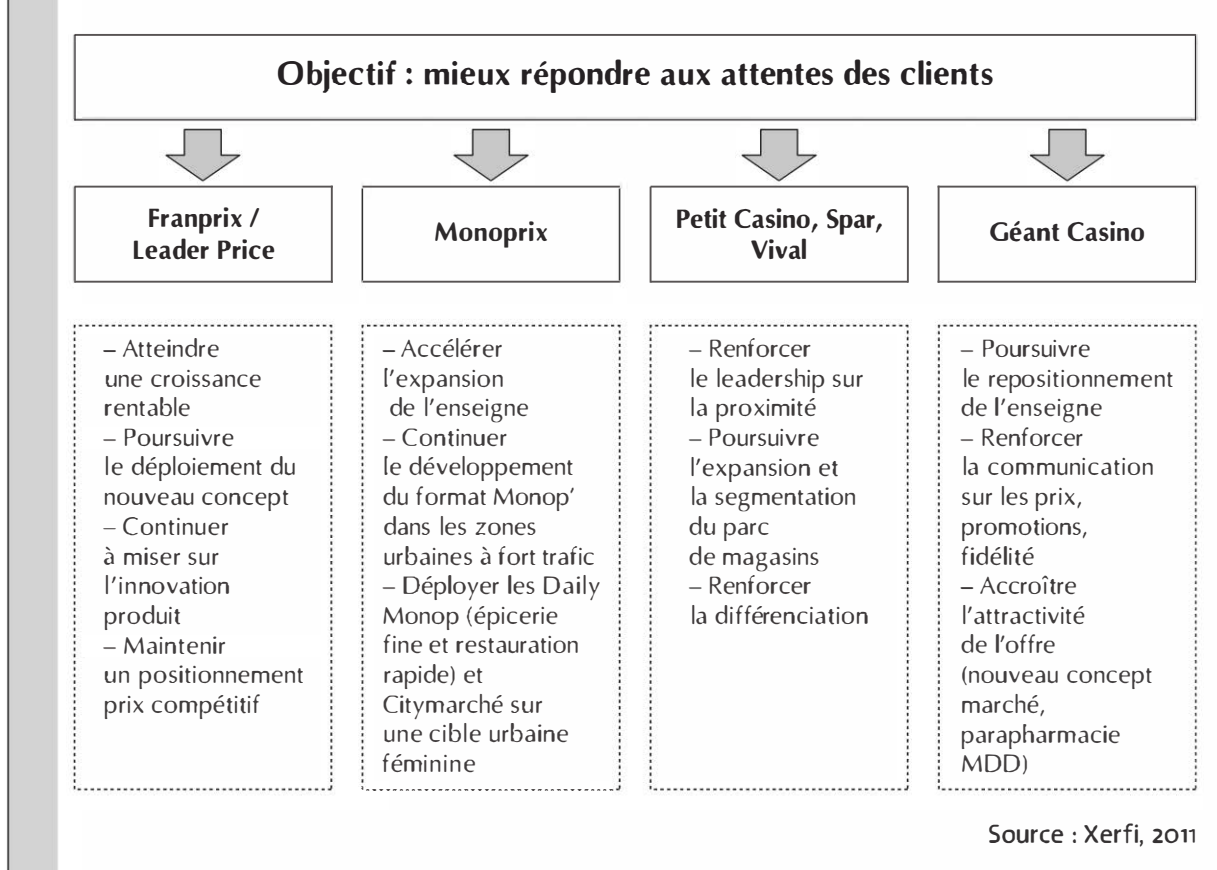 Objectif : mieux répondre aux attentes des clients
Franprix /
Leader Price
Monoprix
Petit Casino, Spar,
Vival
Géant Casino
– Atteindre
une croissance
rentable
– Poursuivre
le déploiement du
nouveau concept
– Continuer
à miser sur
l'innovation
produit
– Maintenir
un positionnement
prix compétitif
– Accélérer
l'expansion
de l'enseigne
– Continuer
le développement
du format Monop'
dans les zones
urbaines à fort trafic
– Déployer les Daily
Monop (épicerie
fine et restauration
rapide) et
Citymarché sur
une cible urbaine
féminine
– Renforcer
le leadership sur
la proximité
– Poursuivre
l'expansion et
la segmentation
du parc
de magasins
– Renforcer
la différenciation
– Poursuivre
le repositionnement
de l'enseigne
– Renforcer
la communication
sur les prix,
promotions,
fidélité
– Accroître
l'attractivité
de l'offre
(nouveau concept
marché,
parapharmacie
MDD)
Source : Xerfi, 2011